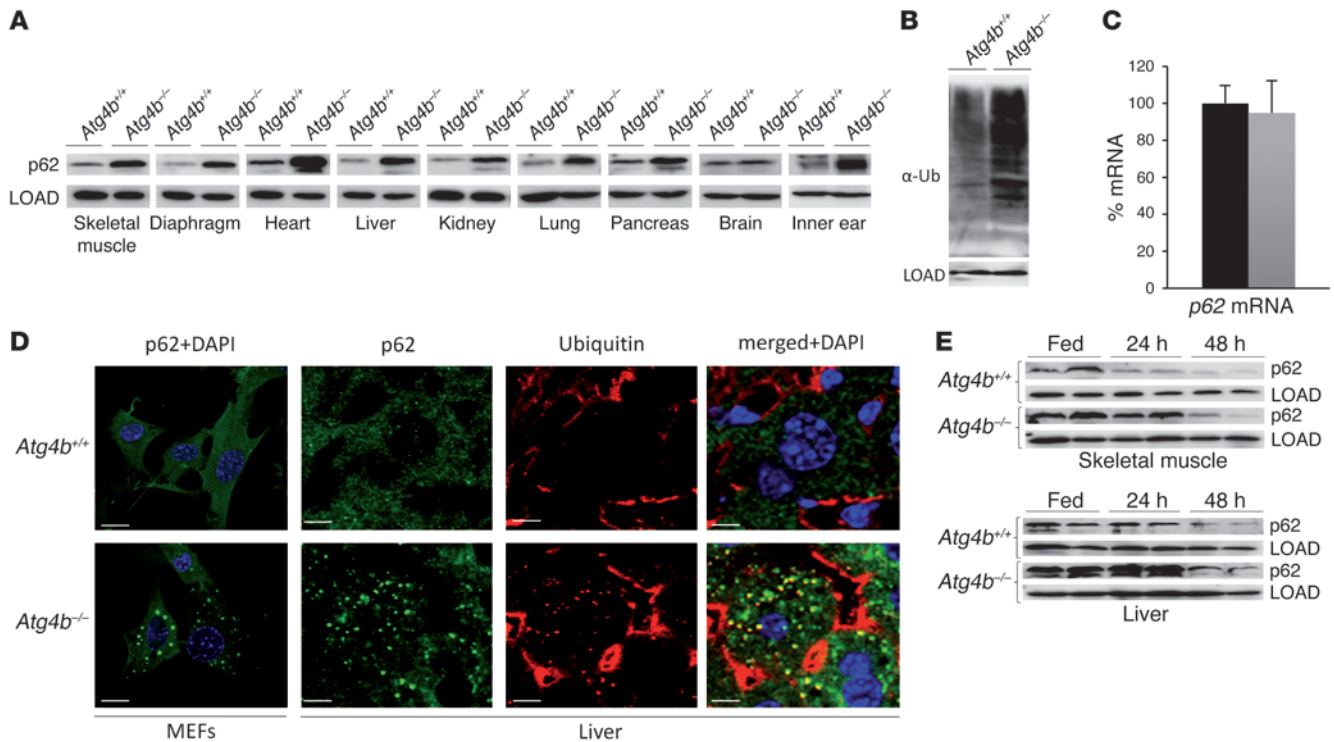 A
Atg4b+/+ Atg4b–/– Atg4b+/+ Atg4b–/– Atg4b+/+ Atg4b–/– Atg4b+/+ Atg4b–/– Atg4b+/+ Atg4b–/– Atg4b+/+ Atg4b–/– Atg4b+/+ Atg4b–/– Atg4b+/+ Atg4b–/– Atg4b+/+ Atg4b–/–
p62
LOAD
Skeletal muscle Diaphragm Heart Liver Kidney Lung Pancreas Brain Inner ear
B
Atg4b+/+ Atg4b–/–
α-Ub
LOAD
C
% mRNA
120
100
80
60
40
20
0
p62 mRNA
D
p62+DAPI p62 Ubiquitin merged+DAPI
Atg4b+/+
Atg4b–/–
MEFs Liver
E
Fed 24 h 48 h
Atg4b+/+ p62
LOAD
Atg4b–/– p62
LOAD
Skeletal muscle
Fed 24 h 48 h
Atg4b+/+ p62
LOAD
Atg4b–/– p62
LOAD
Liver